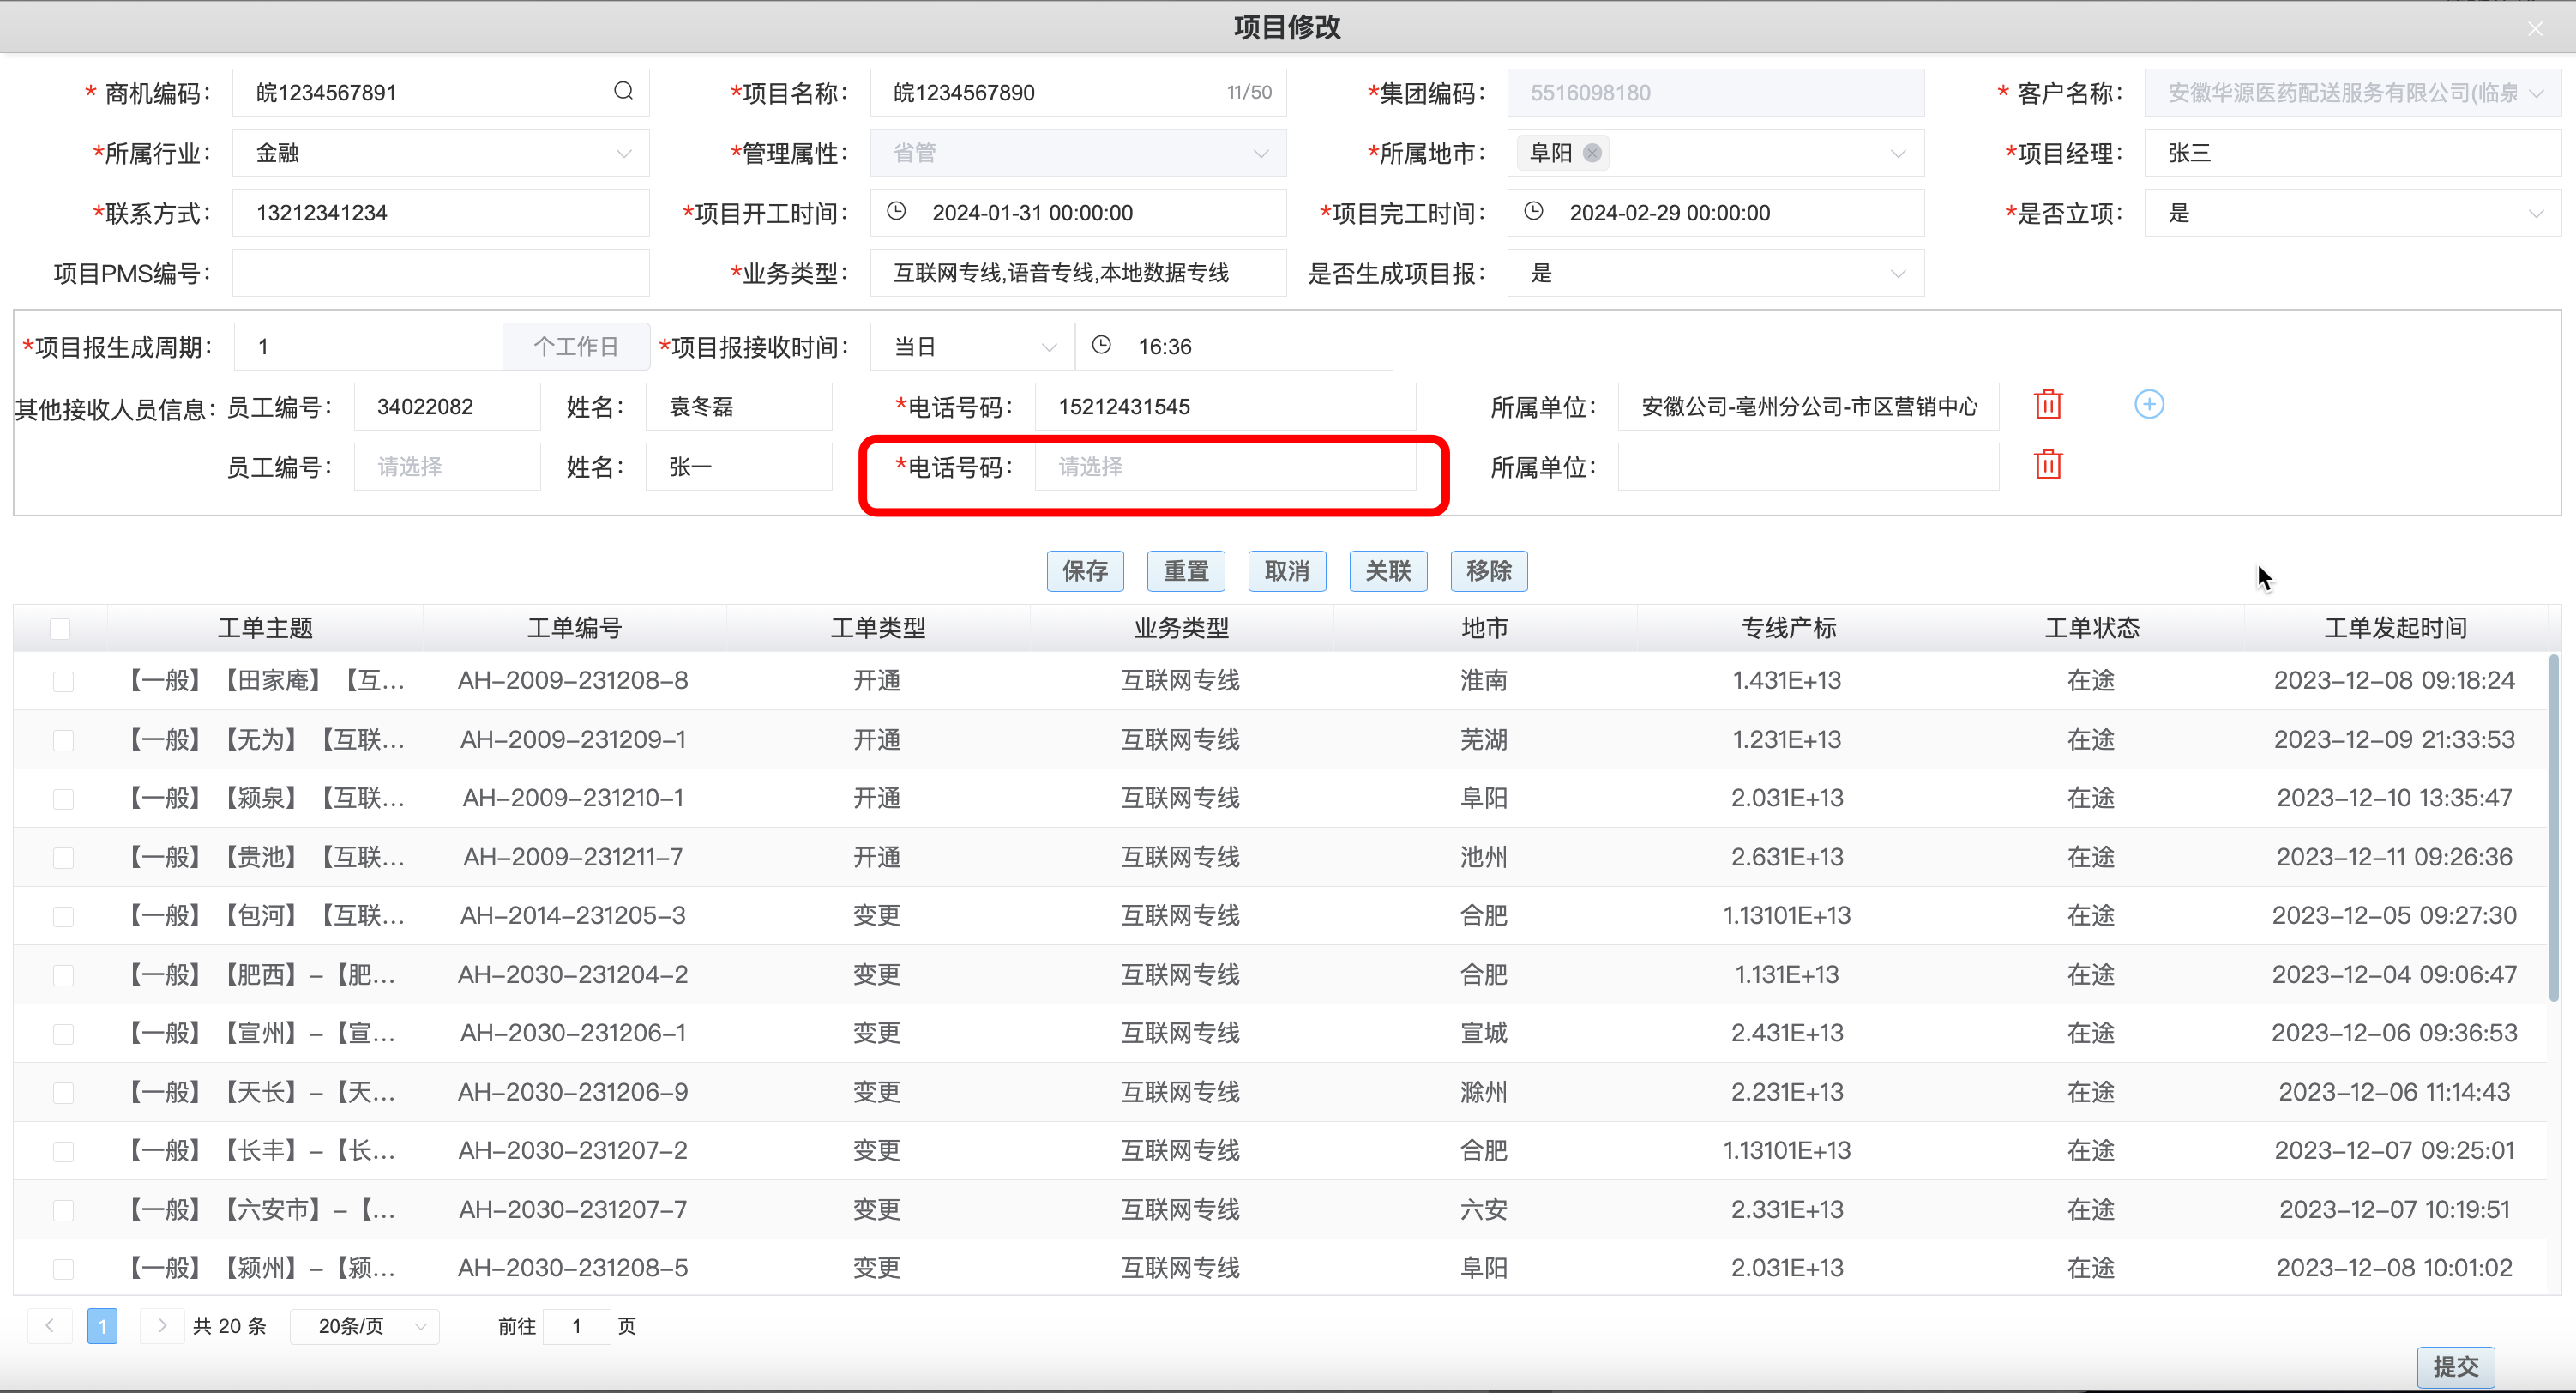 项目修改
* 商机编码： 皖1234567891 *项目名称： 皖1234567890 11/50 *集团编码： 5516098180 * 客户名称： 安徽华源医药配送服务有限公司(临泉
*所属行业： 金融 *管理属性： 省管 *所属地市： 阜阳 *项目经理： 张三
*联系方式： 13212341234 *项目开工时间： 2024-01-31 00:00:00 *项目完工时间： 2024-02-29 00:00:00 *是否立项： 是
项目PMS编号： *业务类型： 互联网专线,语音专线,本地数据专线 是否生成项目报： 是
*项目报生成周期： 1 个工作日 *项目报接收时间： 当日 16:36
其他接收人员信息： 员工编号： 34022082 姓名： 袁冬磊 *电话号码： 15212431545 所属单位： 安徽公司-亳州分公司-市区营销中心
员工编号： 请选择 姓名： 张一 *电话号码： 请选择 所属单位：
保存 重置 取消 关联 移除
工单主题 工单编号 工单类型 业务类型 地市 专线产标 工单状态 工单发起时间
【一般】【田家庵】【互... AH-2009-231208-8 开通 互联网专线 淮南 1.431E+13 在途 2023-12-08 09:18:24
【一般】【无为】【互联... AH-2009-231209-1 开通 互联网专线 芜湖 1.231E+13 在途 2023-12-09 21:33:53
【一般】【颍泉】【互联... AH-2009-231210-1 开通 互联网专线 阜阳 2.031E+13 在途 2023-12-10 13:35:47
【一般】【贵池】【互联... AH-2009-231211-7 开通 互联网专线 池州 2.631E+13 在途 2023-12-11 09:26:36
【一般】【包河】【互联... AH-2014-231205-3 变更 互联网专线 合肥 1.13101E+13 在途 2023-12-05 09:27:30
【一般】【肥西】-【肥... AH-2030-231204-2 变更 互联网专线 合肥 1.131E+13 在途 2023-12-04 09:06:47
【一般】【宣州】-【宣... AH-2030-231206-1 变更 互联网专线 宣城 2.431E+13 在途 2023-12-06 09:36:53
【一般】【天长】-【天... AH-2030-231206-9 变更 互联网专线 滁州 2.231E+13 在途 2023-12-06 11:14:43
【一般】【长丰】-【长... AH-2030-231207-2 变更 互联网专线 合肥 1.13101E+13 在途 2023-12-07 09:25:01
【一般】【六安市】-【... AH-2030-231207-7 变更 互联网专线 六安 2.331E+13 在途 2023-12-07 10:19:51
【一般】【颍州】-【颍... AH-2030-231208-5 变更 互联网专线 阜阳 2.031E+13 在途 2023-12-08 10:01:02
1 共 20 条 20条/页 前往 1 页
提交